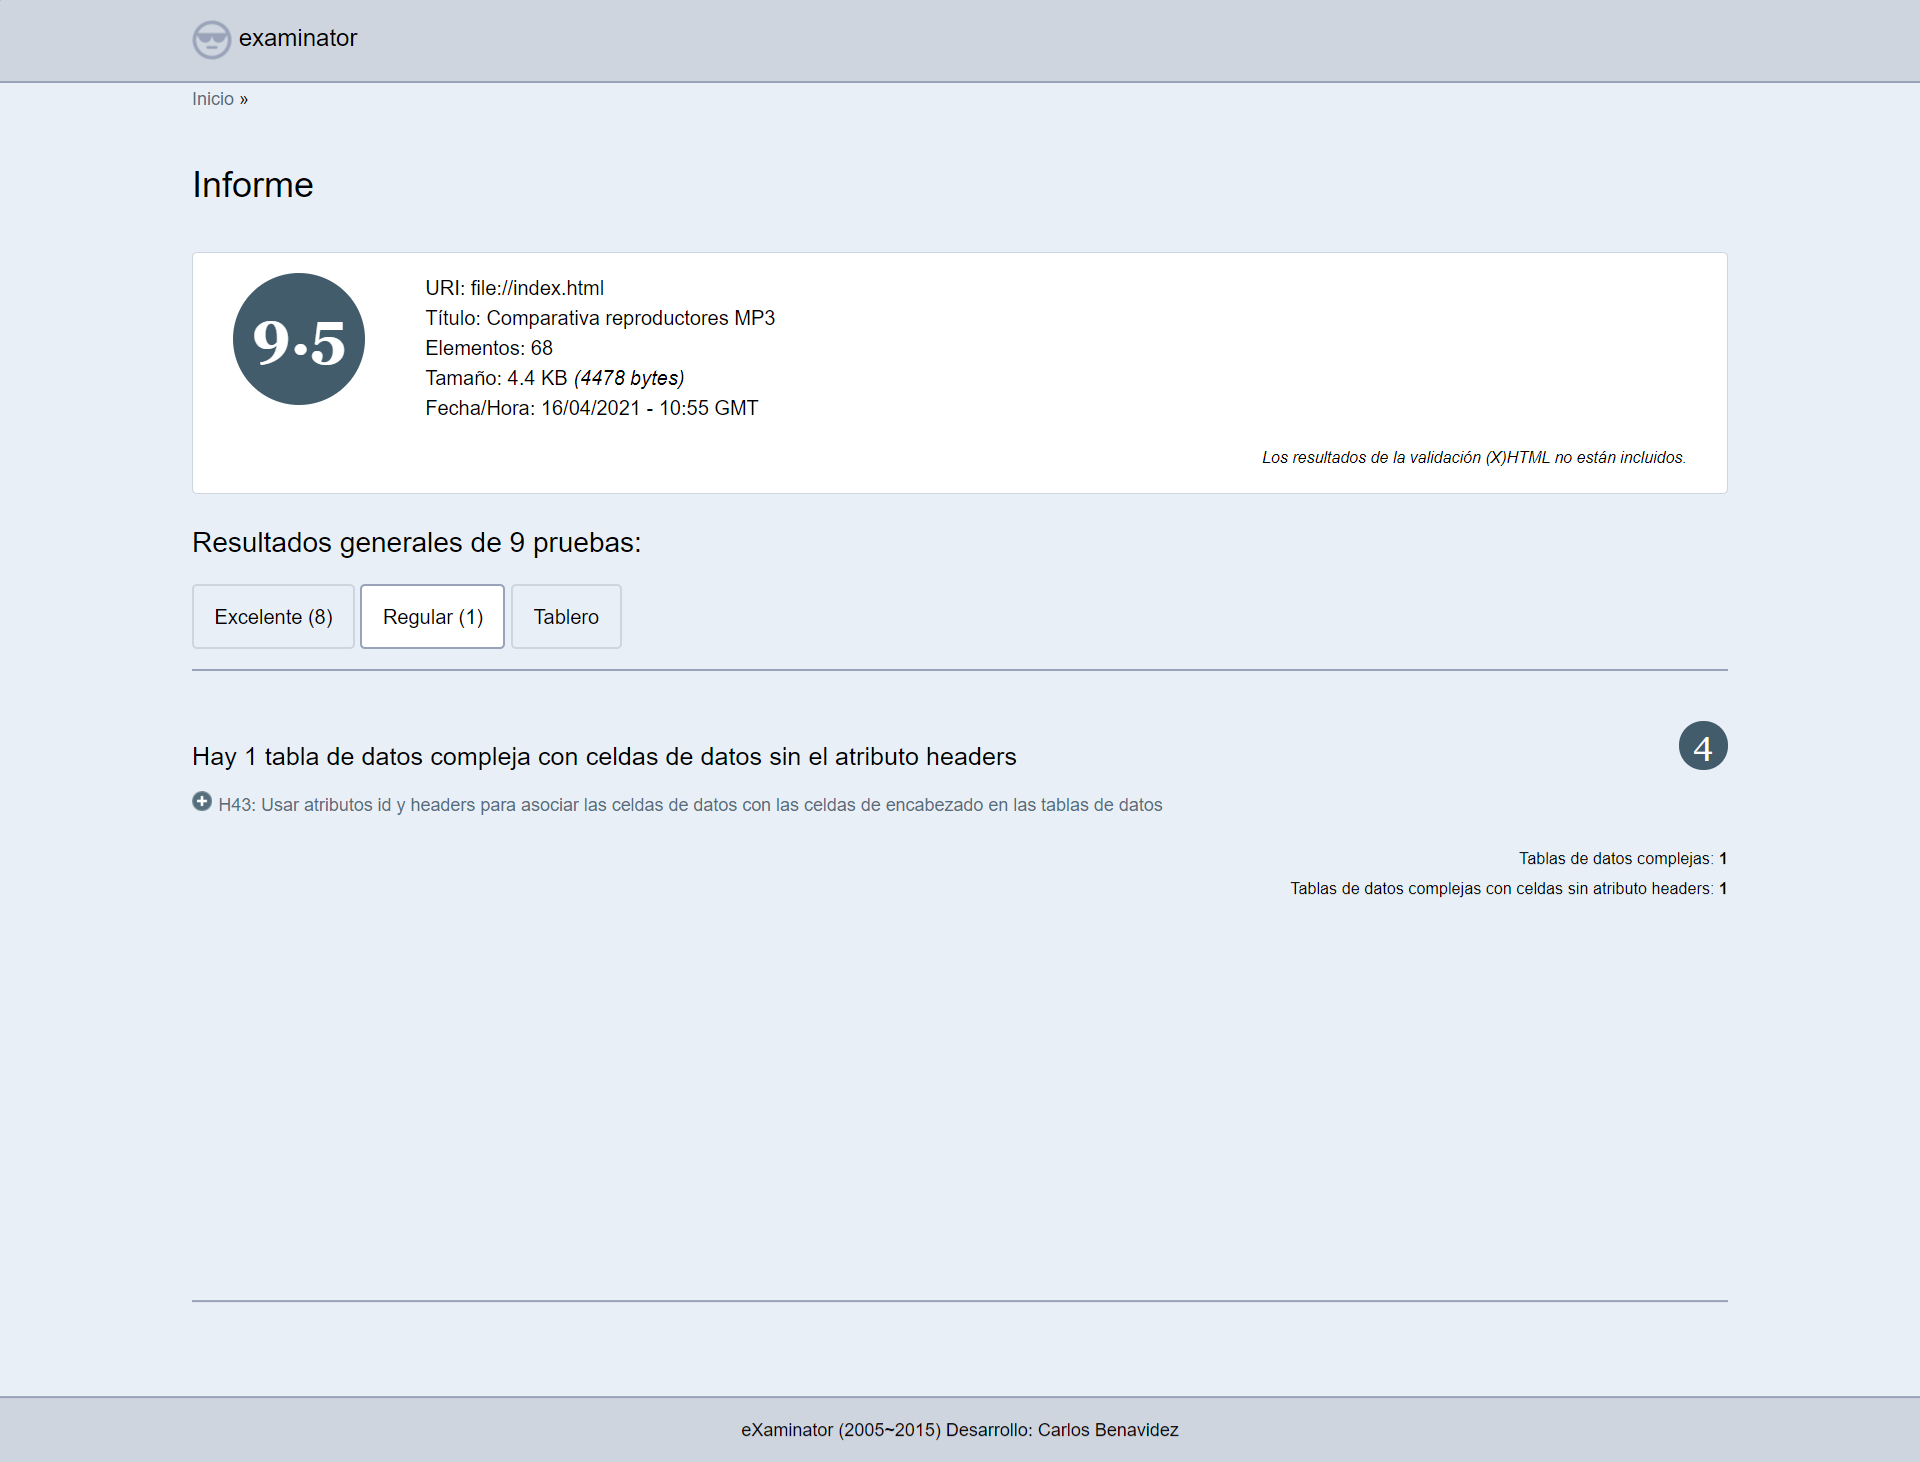 examinator
Inicio »
Informe
9.5
URI: file://index.html
Título: Comparativa reproductores MP3
Elementos: 68
Tamaño: 4.4 KB (4478 bytes)
Fecha/Hora: 16/04/2021 - 10:55 GMT
Los resultados de la validación (X)HTML no están incluidos.
Resultados generales de 9 pruebas:
Excelente (8) Regular (1) Tablero
Hay 1 tabla de datos compleja con celdas de datos sin el atributo headers
4
H43: Usar atributos id y headers para asociar las celdas de datos con las celdas de encabezado en las tablas de datos
Tablas de datos complejas: 1
Tablas de datos complejas con celdas sin atributo headers: 1
eXaminator (2005~2015) Desarrollo: Carlos Benavidez